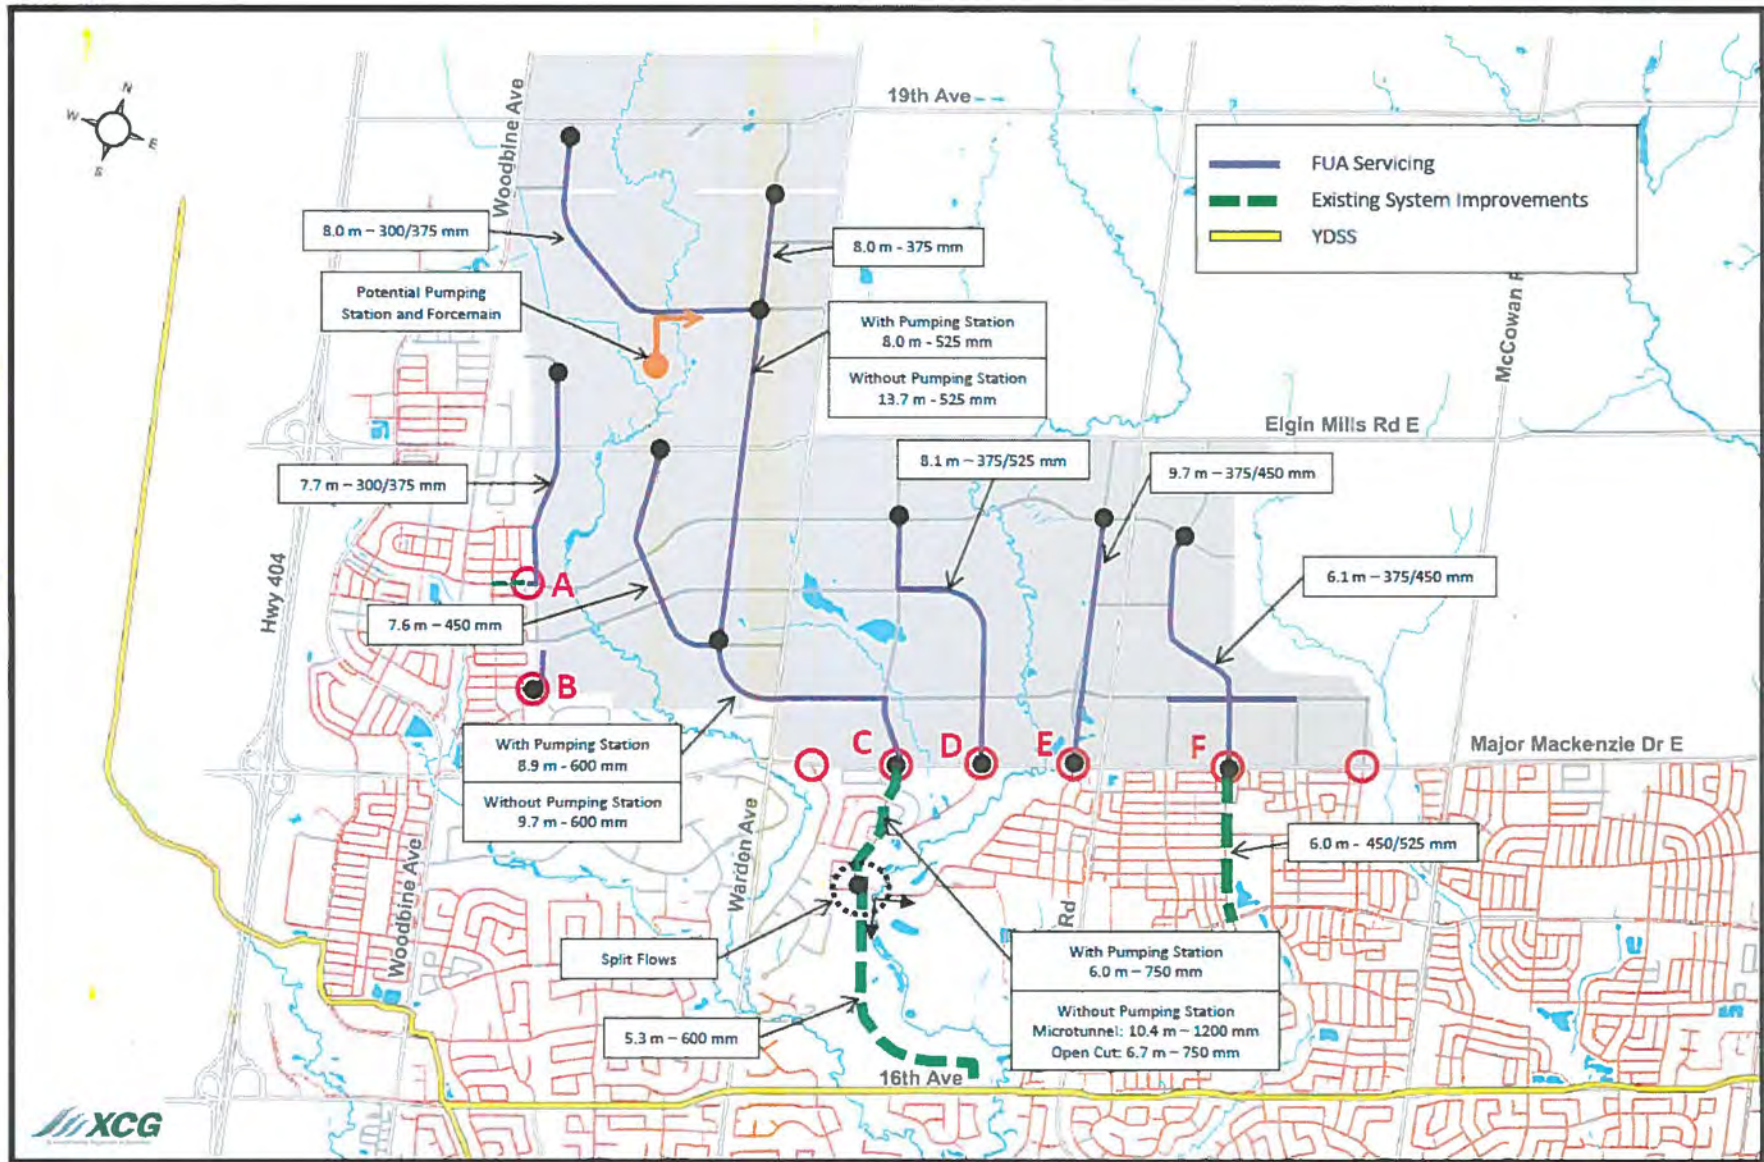 19th Ave
N
W
E
S
Woodbine Ave
FUA Servicing
Existing System Improvements
YDSS
8.0 m – 300/375 mm
8.0 m - 375 mm
Potential Pumping
Station and Forcemain
With Pumping Station
8.0 m - 525 mm
Without Pumping Station
13.7 m - 525 mm
McCowan R
Elgin Mills Rd E
8.1 m – 375/525 mm
9.7 m – 375/450 mm
7.7 m – 300/375 mm
Hwy 404
A
6.1 m – 375/450 mm
7.6 m – 450 mm
B
With Pumping Station
8.9 m - 600 mm
Without Pumping Station
9.7 m - 600 mm
C
D
E
F
Major Mackenzie Dr E
Warden Ave
Woodbine Ave
6.0 m - 450/525 mm
Rd
Split Flows
With Pumping Station
6.0 m – 750 mm
Without Pumping Station
Microtunnel: 10.4 m – 1200 mm
Open Cut: 6.7 m – 750 mm
5.3 m – 600 mm
16th Ave
XCG